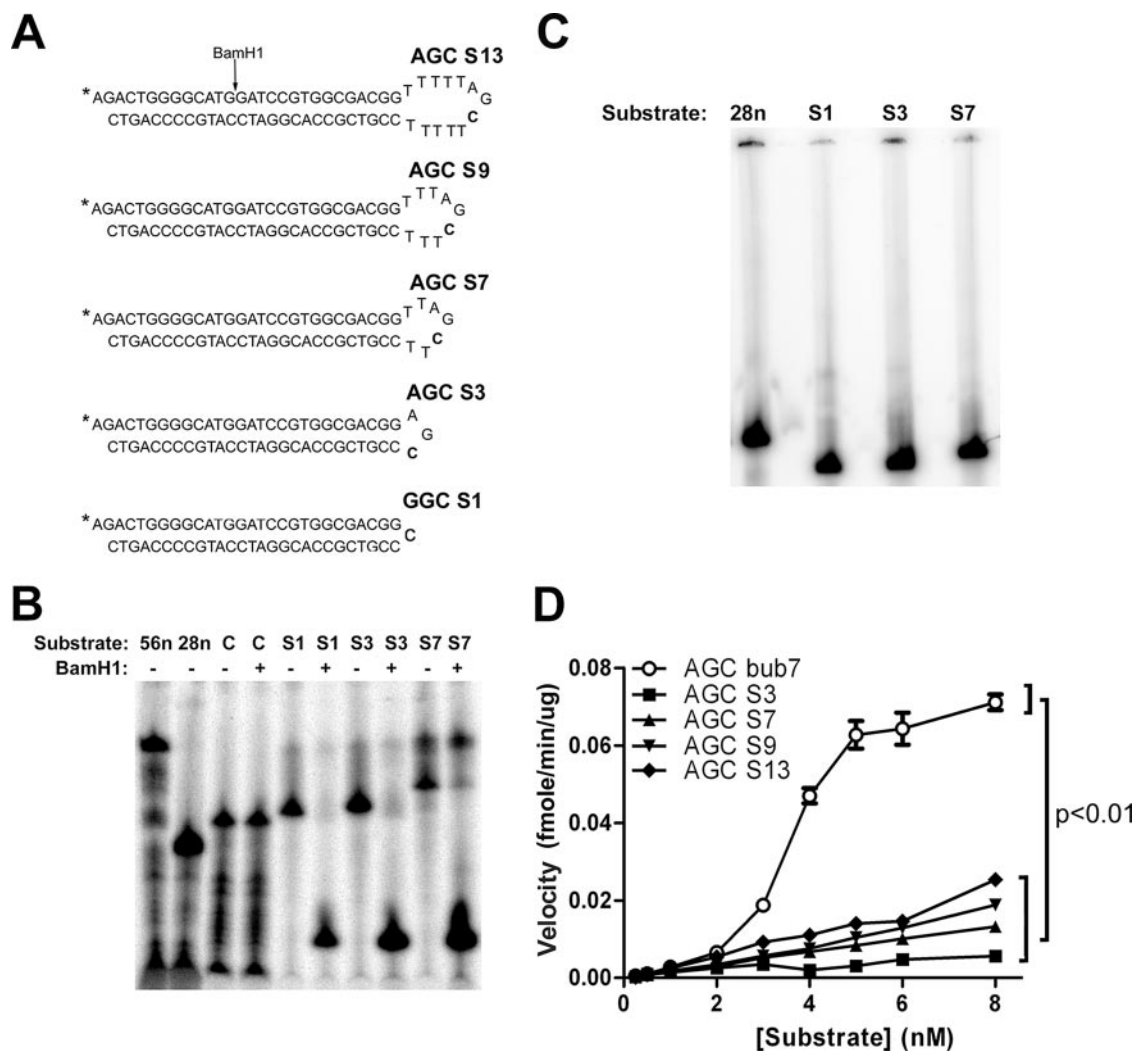 A
BamH1
AGC S13
T T T T T A G
* AGACTGGGGCATGGATCCGTGGCGACGG
CTGACCCCGTACCTAGGCACCGCTGCC
T T T T T C
AGC S9
T T T A G
* AGACTGGGGCATGGATCCGTGGCGACGG
CTGACCCCGTACCTAGGCACCGCTGCC
T T T C
AGC S7
T T A G
* AGACTGGGGCATGGATCCGTGGCGACGG
CTGACCCCGTACCTAGGCACCGCTGCC
T T C
AGC S3
A G
* AGACTGGGGCATGGATCCGTGGCGACGG
CTGACCCCGTACCTAGGCACCGCTGCC
C
GGC S1
* AGACTGGGGCATGGATCCGTGGCGACGG
C
CTGACCCCGTACCTAGGCACCGCTGCC
C
Substrate: 28n S1 S3 S7
B
Substrate: 56n 28n C C S1 S1 S3 S3 S7 S7
BamH1: - - - + - + - + - +
D
AGC bub7
AGC S3
AGC S7
AGC S9
AGC S13
0.08
0.06
0.04
0.02
0.00
0 2 4 6 8
Velocity (fmole/min/ug)
[Substrate] (nM)
p<0.01